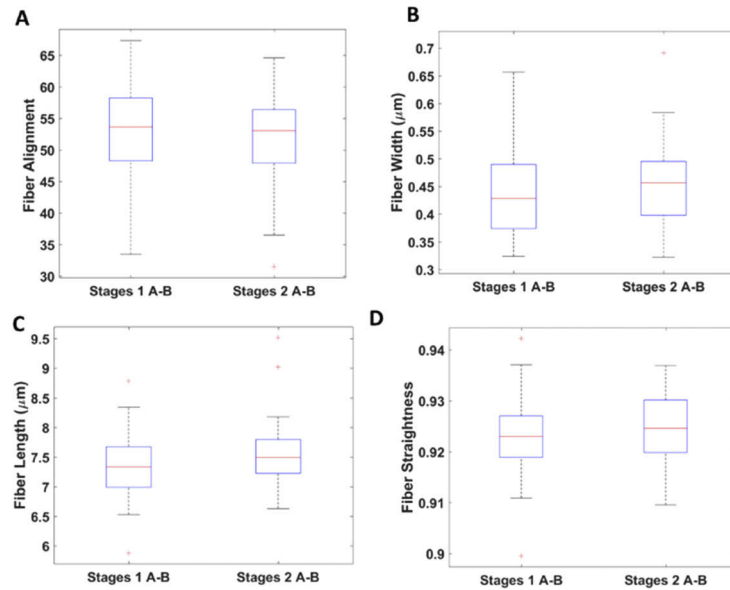 A
65
60
55
50
45
40
35
30
Fiber Alignment
Stages 1 A-B
Stages 2 A-B
B
0.7
0.65
0.6
0.55
0.5
0.45
0.4
0.35
0.3
Fiber Width (μm)
Stages 1 A-B
Stages 2 A-B
C
9.5
9
8.5
8
7.5
7
6.5
6
Fiber Length (μm)
Stages 1 A-B
Stages 2 A-B
D
0.94
0.93
0.92
0.91
0.9
Fiber Straightness
Stages 1 A-B
Stages 2 A-B